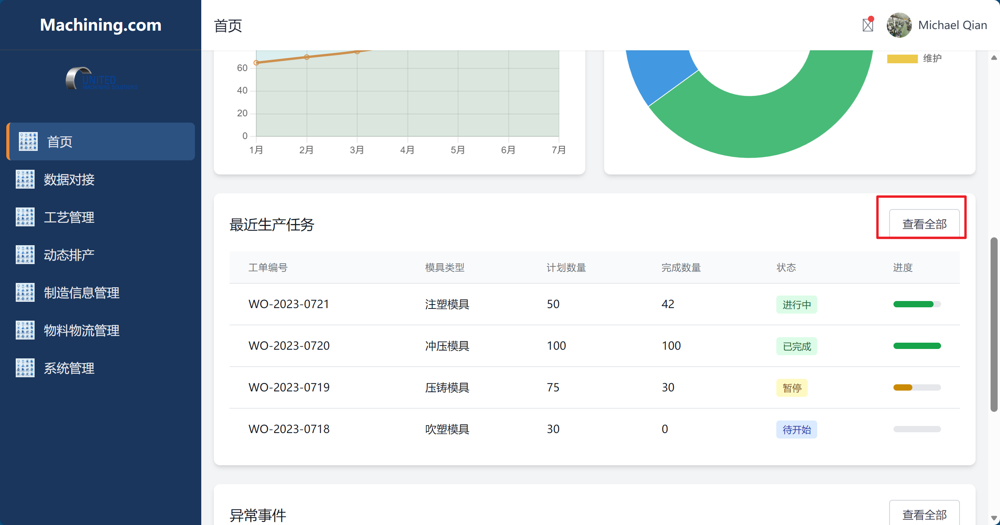 Machining.com
首页
Michael Qian
UNITED
MACHINING SOLUTIONS
首页
数据对接
工艺管理
动态排产
制造信息管理
物料物流管理
系统管理
60
40
20
0
1月 2月 3月 4月 5月 6月 7月
维护
最近生产任务
查看全部
工单编号 模具类型 计划数量 完成数量 状态 进度
WO-2023-0721 注塑模具 50 42 进行中
WO-2023-0720 冲压模具 100 100 已完成
WO-2023-0719 压铸模具 75 30 暂停
WO-2023-0718 吹塑模具 30 0 待开始
异常事件
查看全部